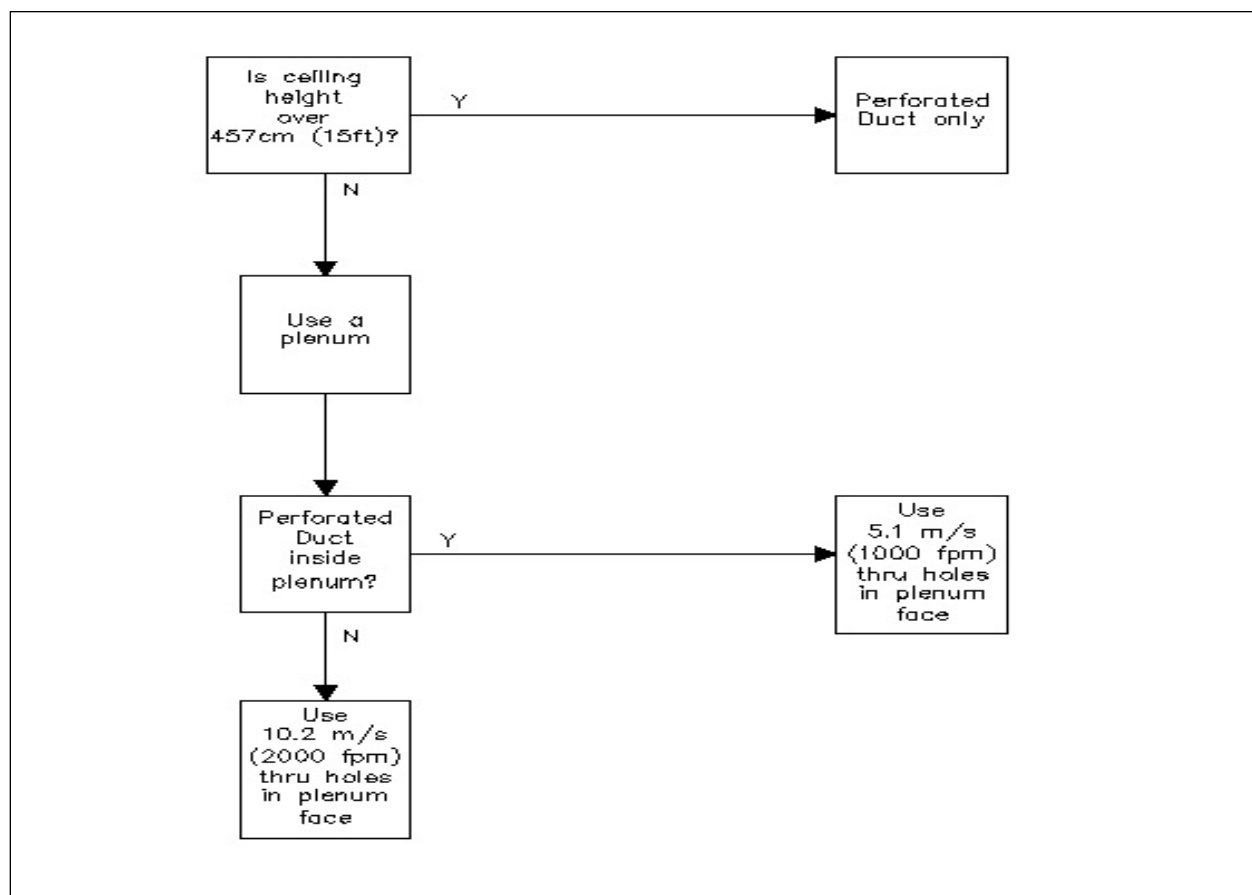 Is ceiling
height
over
457cm (15ft)?
Y
Perforated
Duct only
N
Use a
plenum
Perforated
Duct
inside
plenum?
Y
Use
5.1 m/s
(1000 fpm)
thru holes
in plenum
face
N
Use
10.2 m/s
(2000 fpm)
thru holes
in plenum
face